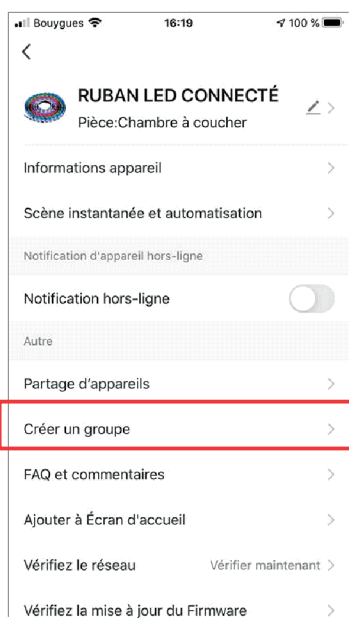 Bouygues 16:19 100 %
RUBAN LED CONNECTÉ
Pièce:Chambre à coucher
Informations appareil
Scène instantanée et automatisation
Notification d'appareil hors-ligne
Notification hors-ligne
Autre
Partage d'appareils
Créer un groupe
FAQ et commentaires
Ajouter à Écran d'accueil
Vérifiez le réseau Vérifier maintenant
Vérifiez la mise à jour du Firmware